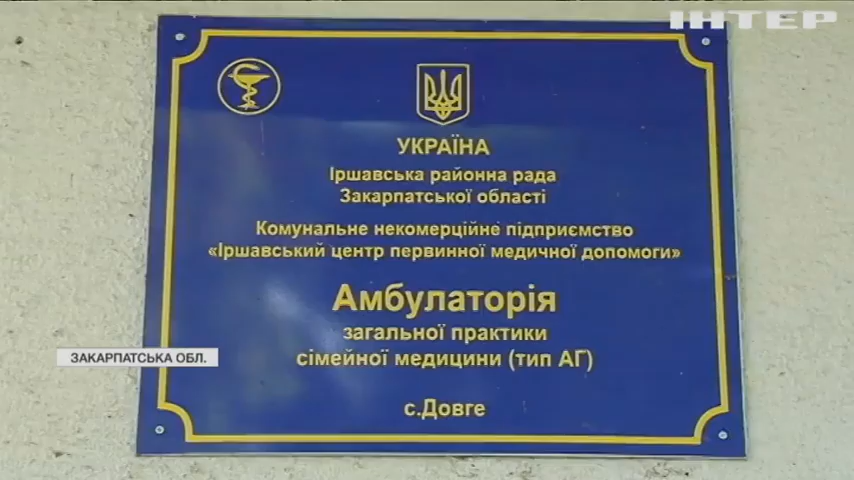 ІНТЕР
УКРАЇНА
Іршавська районна рада
Закарпатської області
Комунальне некомерційне підприємство
«Іршавський центр первинної медичної допомоги»
Амбулаторія
загальної практики
сімейної медицини (тип АГ)
с.Довге
ЗАКАРПАТСЬКА ОБЛ.